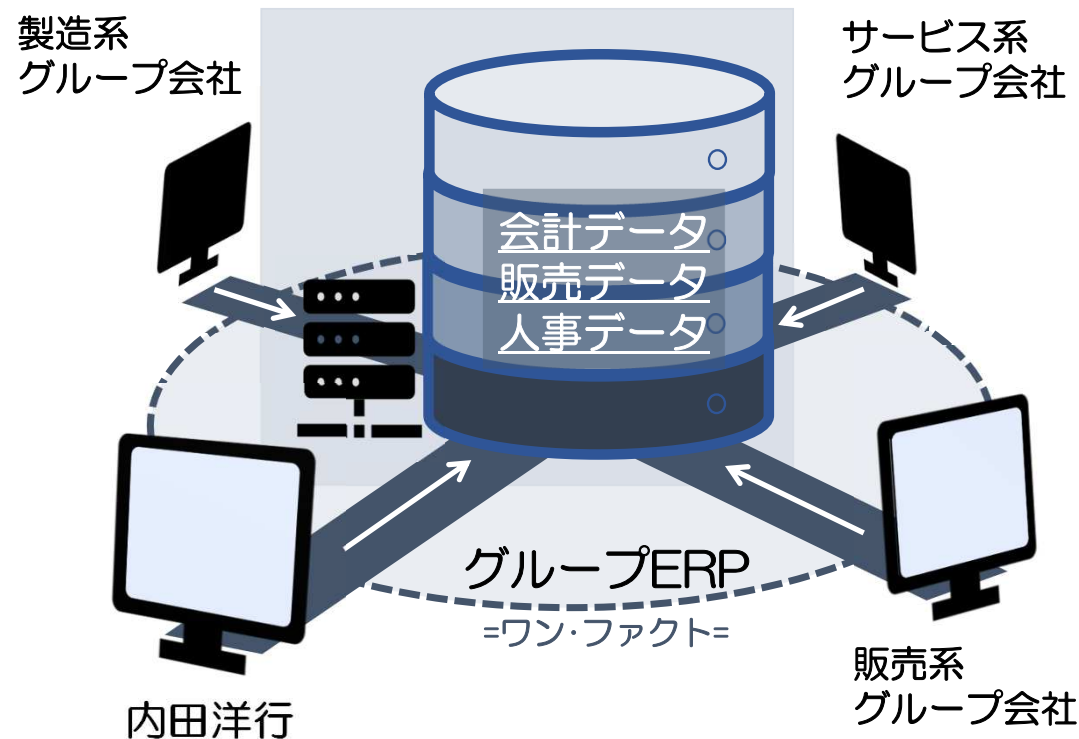 製造系
グループ会社
サービス系
グループ会社
会計データ
販売データ
人事データ
グループERP
=ワン・ファクト=
内田洋行
販売系
グループ会社